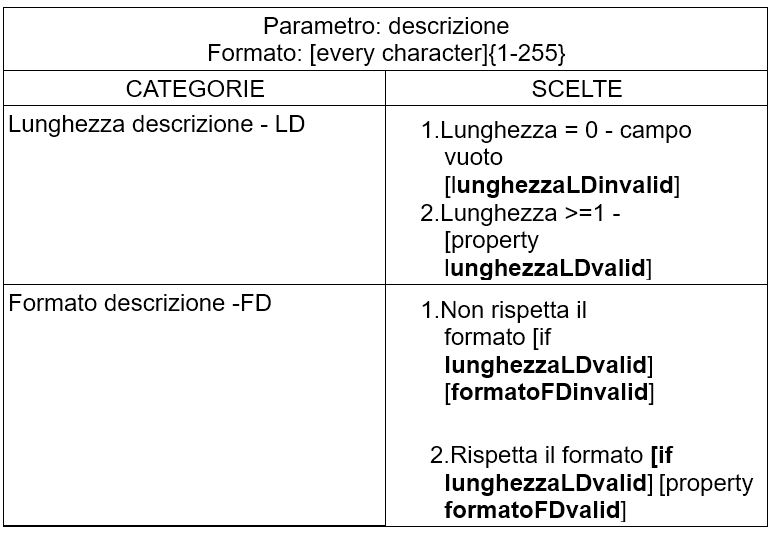 Parametro: descrizione
Formato: [every character]{1-255}
CATEGORIE
SCELTE
Lunghezza descrizione - LD
1.Lunghezza = 0 - campo
vuoto
[lunghezzaLDinvalid]
2.Lunghezza >=1 -
[property
lunghezzaLDvalid]
Formato descrizione -FD
1.Non rispetta il
formato [if
lunghezzaLDvalid]
[formatoFDinvalid]
2.Rispetta il formato [if
lunghezzaLDvalid] [property
formatoFDvalid]